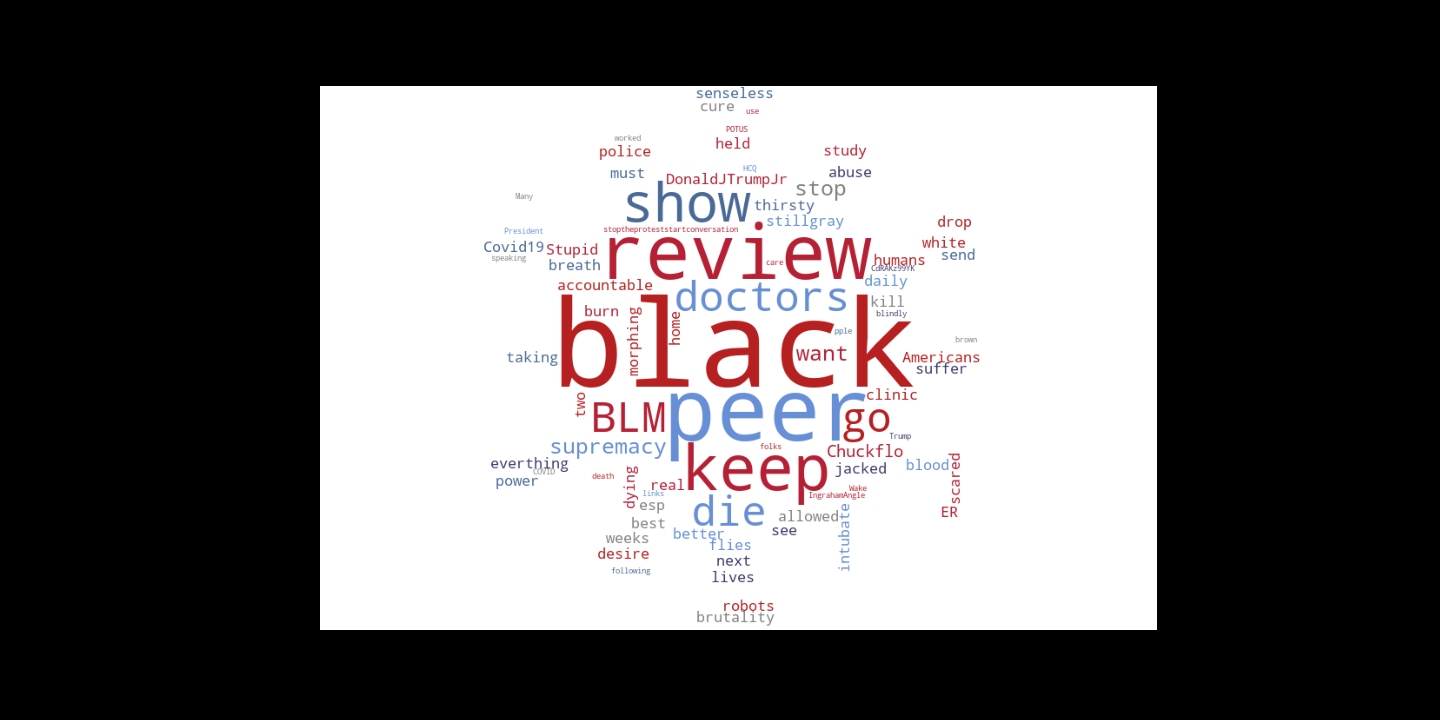 senseless
cure
use
POTUS
worked
held
police
study
HCQ
must
abuse
DonaldJTrumpJr
stop
Many
show
thirsty
stillgray
drop
stoptheproteststartconversation
President
white
Covid19
Stupid
review
send
speaking
humans
breath
care
CdRAKz99YK
accountable
doctors
daily
kill
burn
blindly
morphing
home
black
pple
brown
want
taking
Americans
suffer
two
clinic
BLM
peer
go
Trump
supremacy
folks
Chuckflo
everything
keep
jacked
blood
COVID
power
death
dying
real
scared
links
Wake
IngrahamAngle
esp
die
ER
allowed
best
see
intubate
weeks
better
flies
desire
next
following
lives
robots
brutality